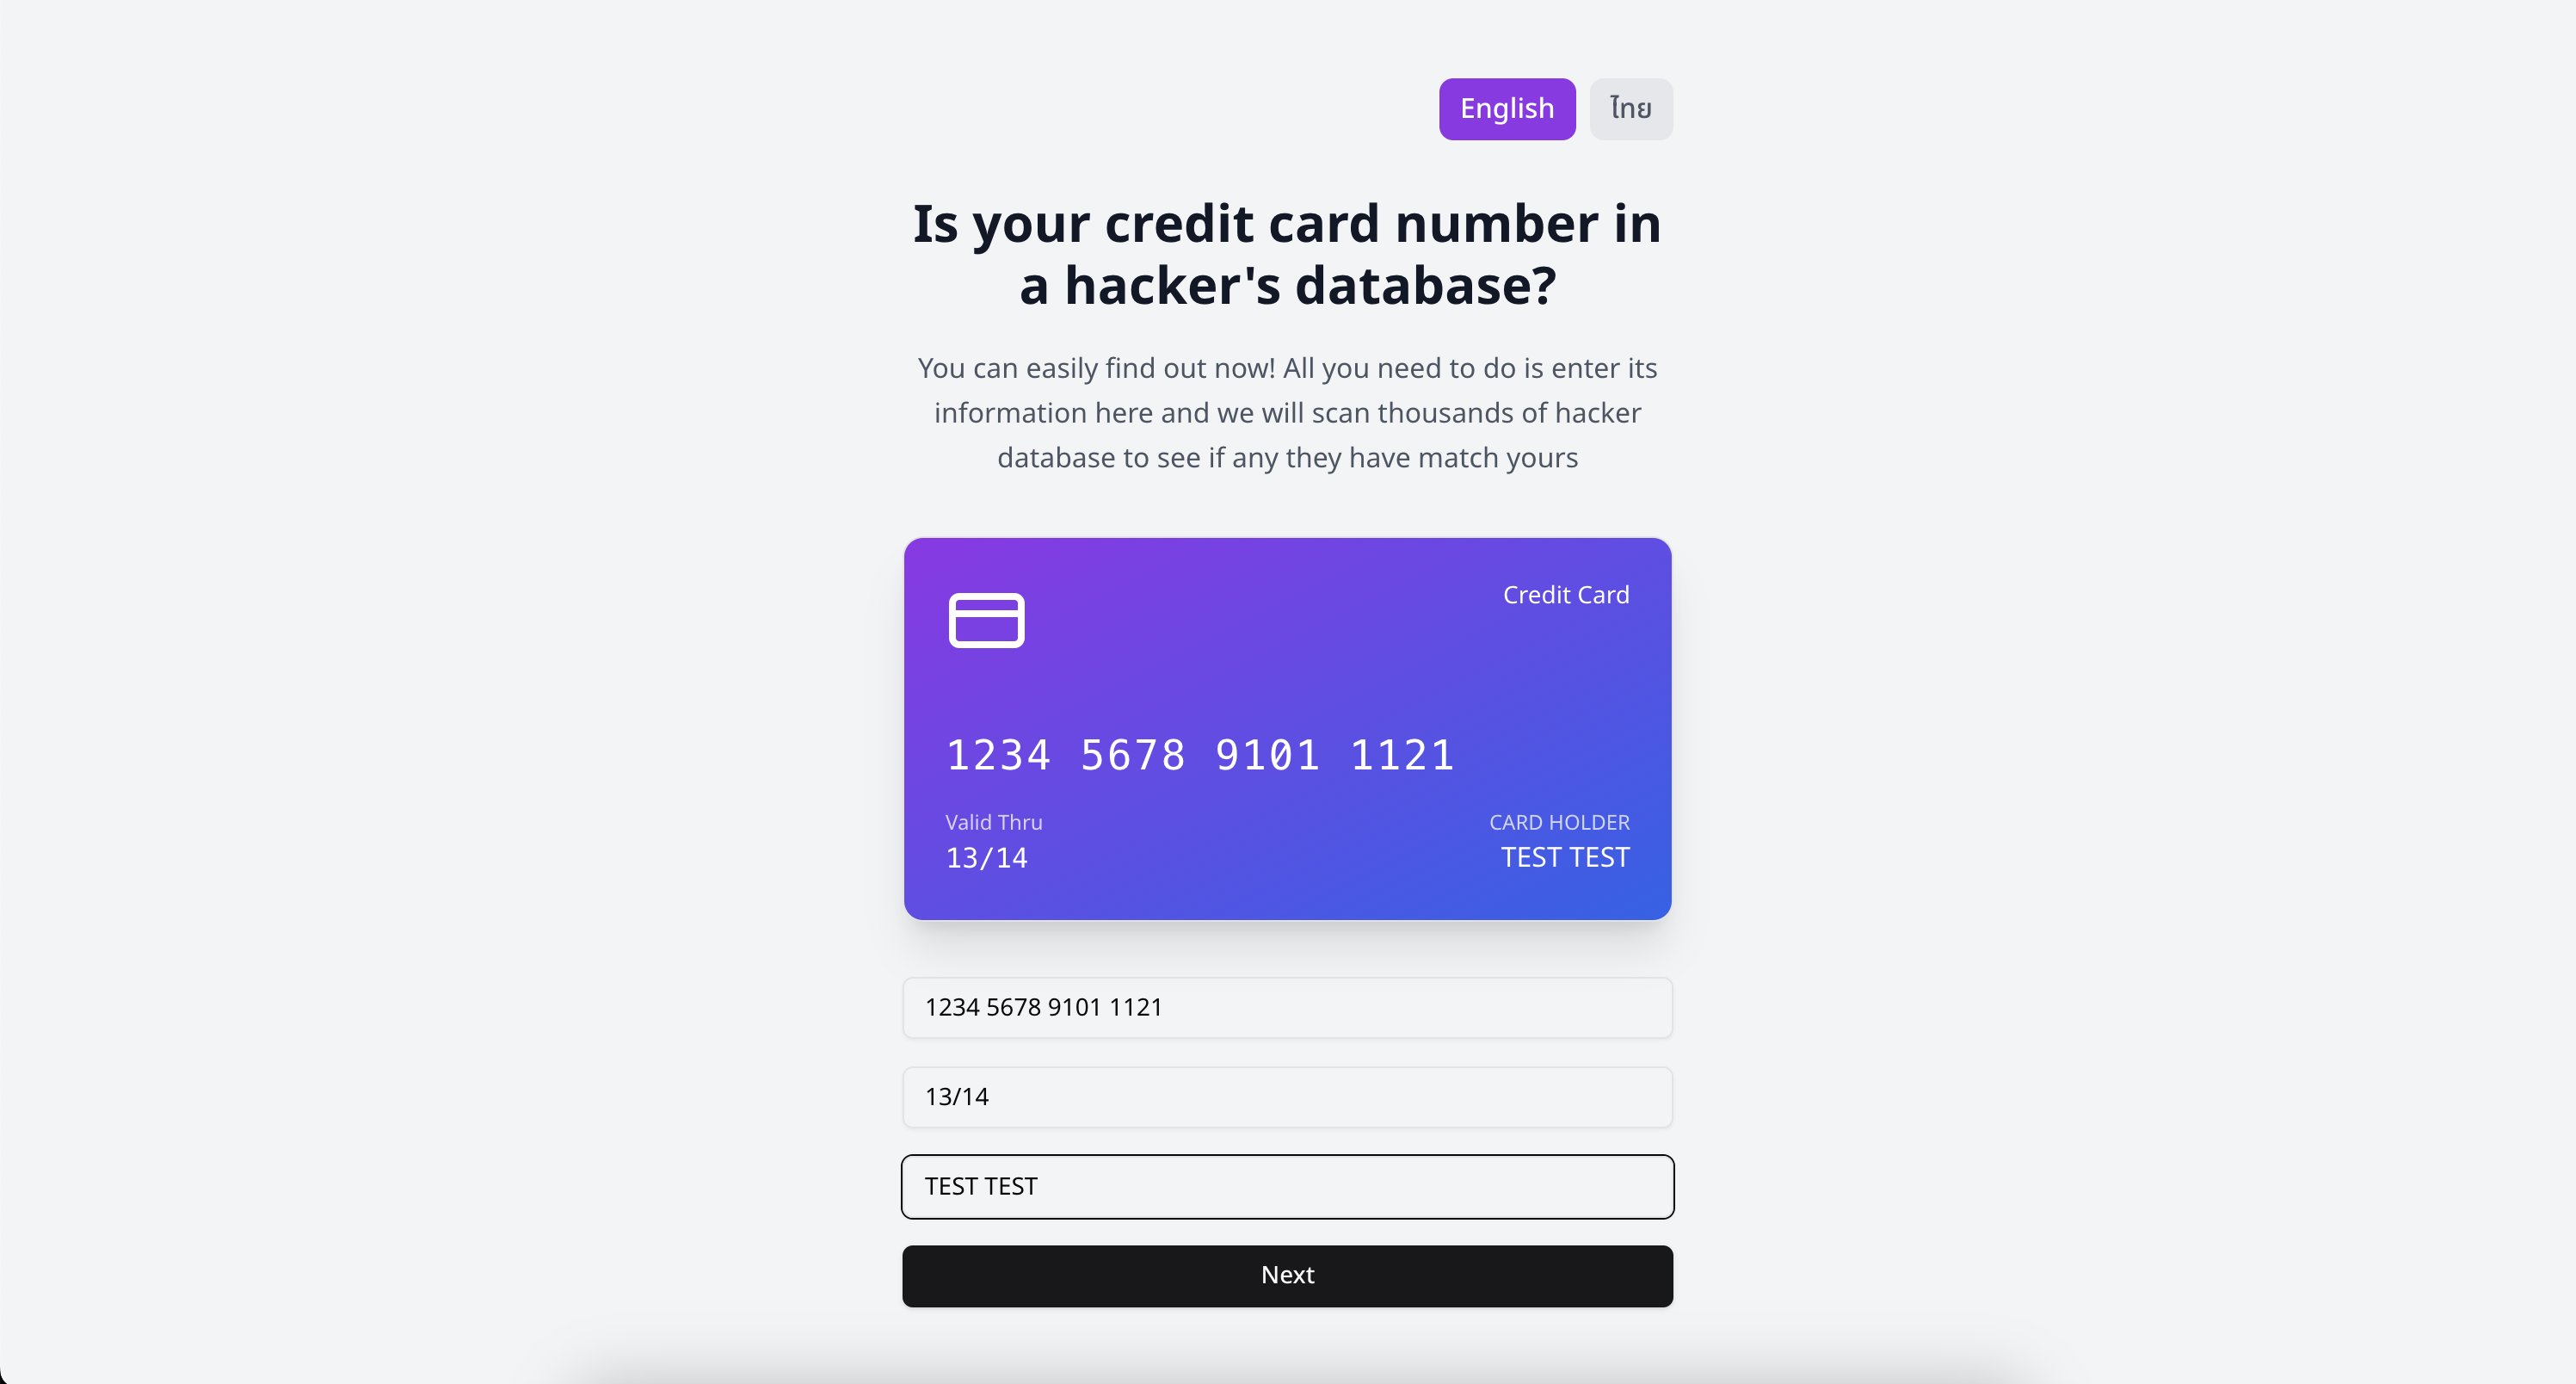 English ไทย
Is your credit card number in
a hacker's database?
You can easily find out now! All you need to do is enter its
information here and we will scan thousands of hacker
database to see if any they have match yours
Credit Card
1234 5678 9101 1121
Valid Thru CARD HOLDER
13/14 TEST TEST
1234 5678 9101 1121
13/14
TEST TEST
Next